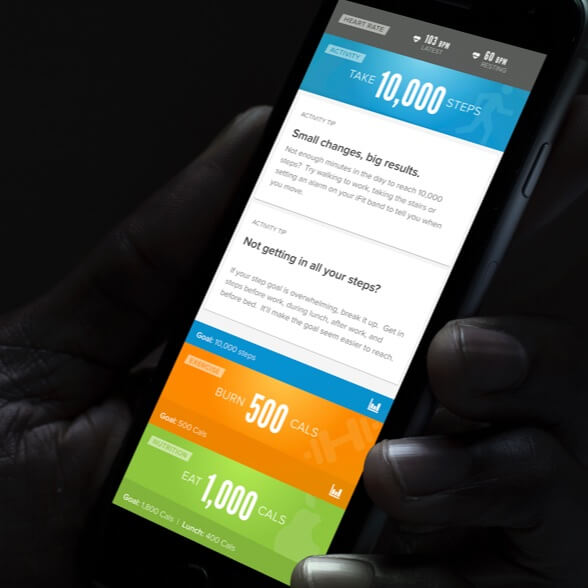 HEART RATE
103 BPM
LATEST
60 BPM
RESTING
ACTIVITY
TAKE 10,000 STEPS
ACTIVITY TIP
Small changes, big results.
Not enough minutes in the day to reach 10,000
steps? Try walking to work, taking the stairs or
setting an alarm on your iFit band to tell you when
you move.
ACTIVITY TIP
Not getting in all your steps?
If your step goal is overwhelming, break it up. Get in
steps before work, during lunch, after work, and
before bed. It'll make the goal seem easier to reach.
Goal: 10,000 steps
EXERCISE
BURN 500 CALS
Goal: 500 Cals
NUTRITION
EAT 1,000 CALS
Goal: 1,800 Cals | Lunch: 400 Cals